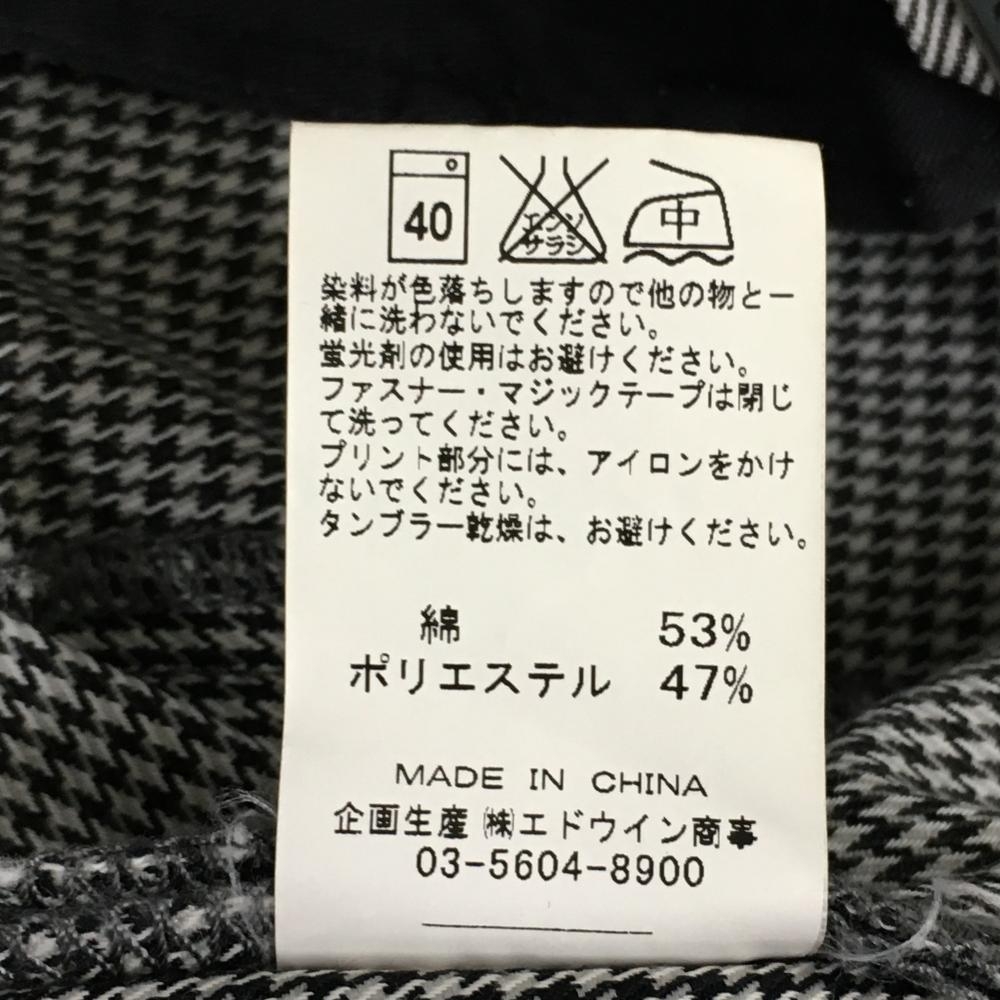 40
エンソ
サラシ
中
染料が色落ちしますので他の物と一
緒に洗わないでください。
蛍光剤の使用はお避けください。
ファスナー・マジックテープは閉じ
て洗ってください。
プリント部分には、アイロンをかけ
ないでください。
タンブラー乾燥は、お避けください。
綿 53%
ポリエステル 47%
MADE IN CHINA
企画生産 ㈱エドウイン商事
03-5604-8900